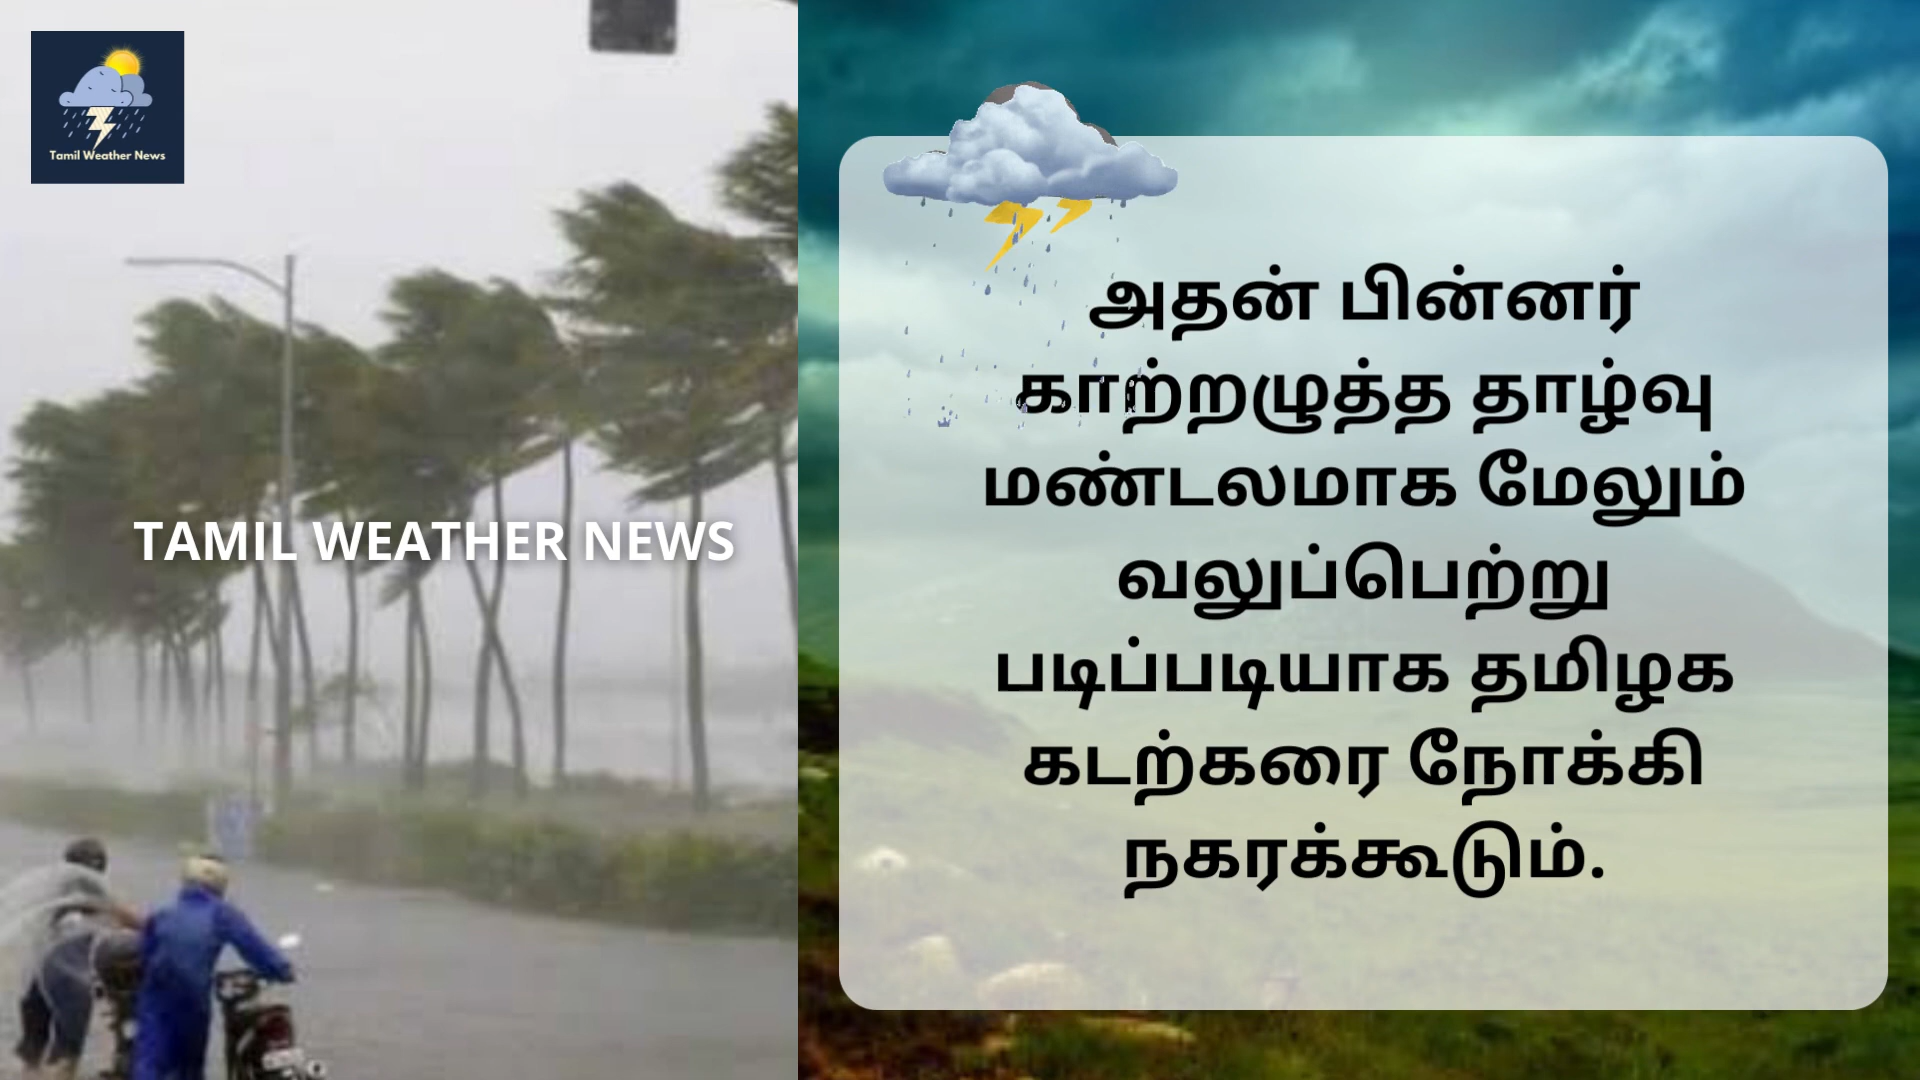 Tamil Weather News
TAMIL WEATHER NEWS
அதன் பின்னர்
காற்றழுத்த தாழ்வு
மண்டலமாக மேலும்
வலுப்பெற்று
படிப்படியாக தமிழக
கடற்கரை நோக்கி
நகரக்கூடும்.